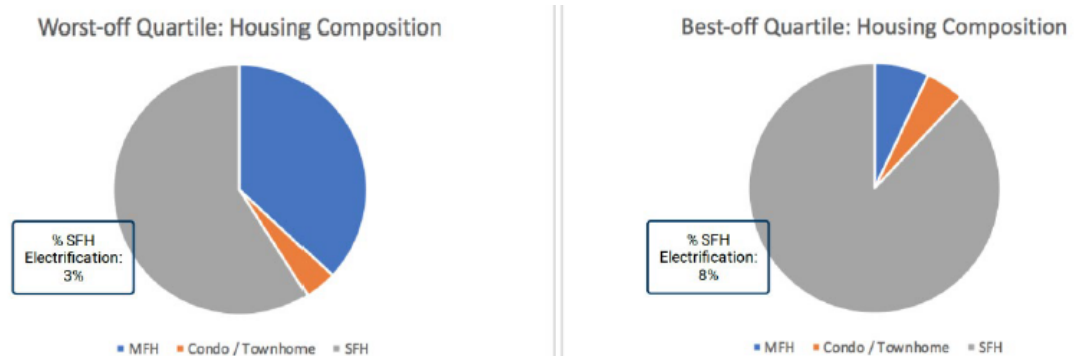 Worst-off Quartile: Housing Composition
% SFH
Electrification:
3%
MFH Condo / Townhome SFH
Best-off Quartile: Housing Composition
% SFH
Electrification:
8%
MFH Condo / Townhome SFH